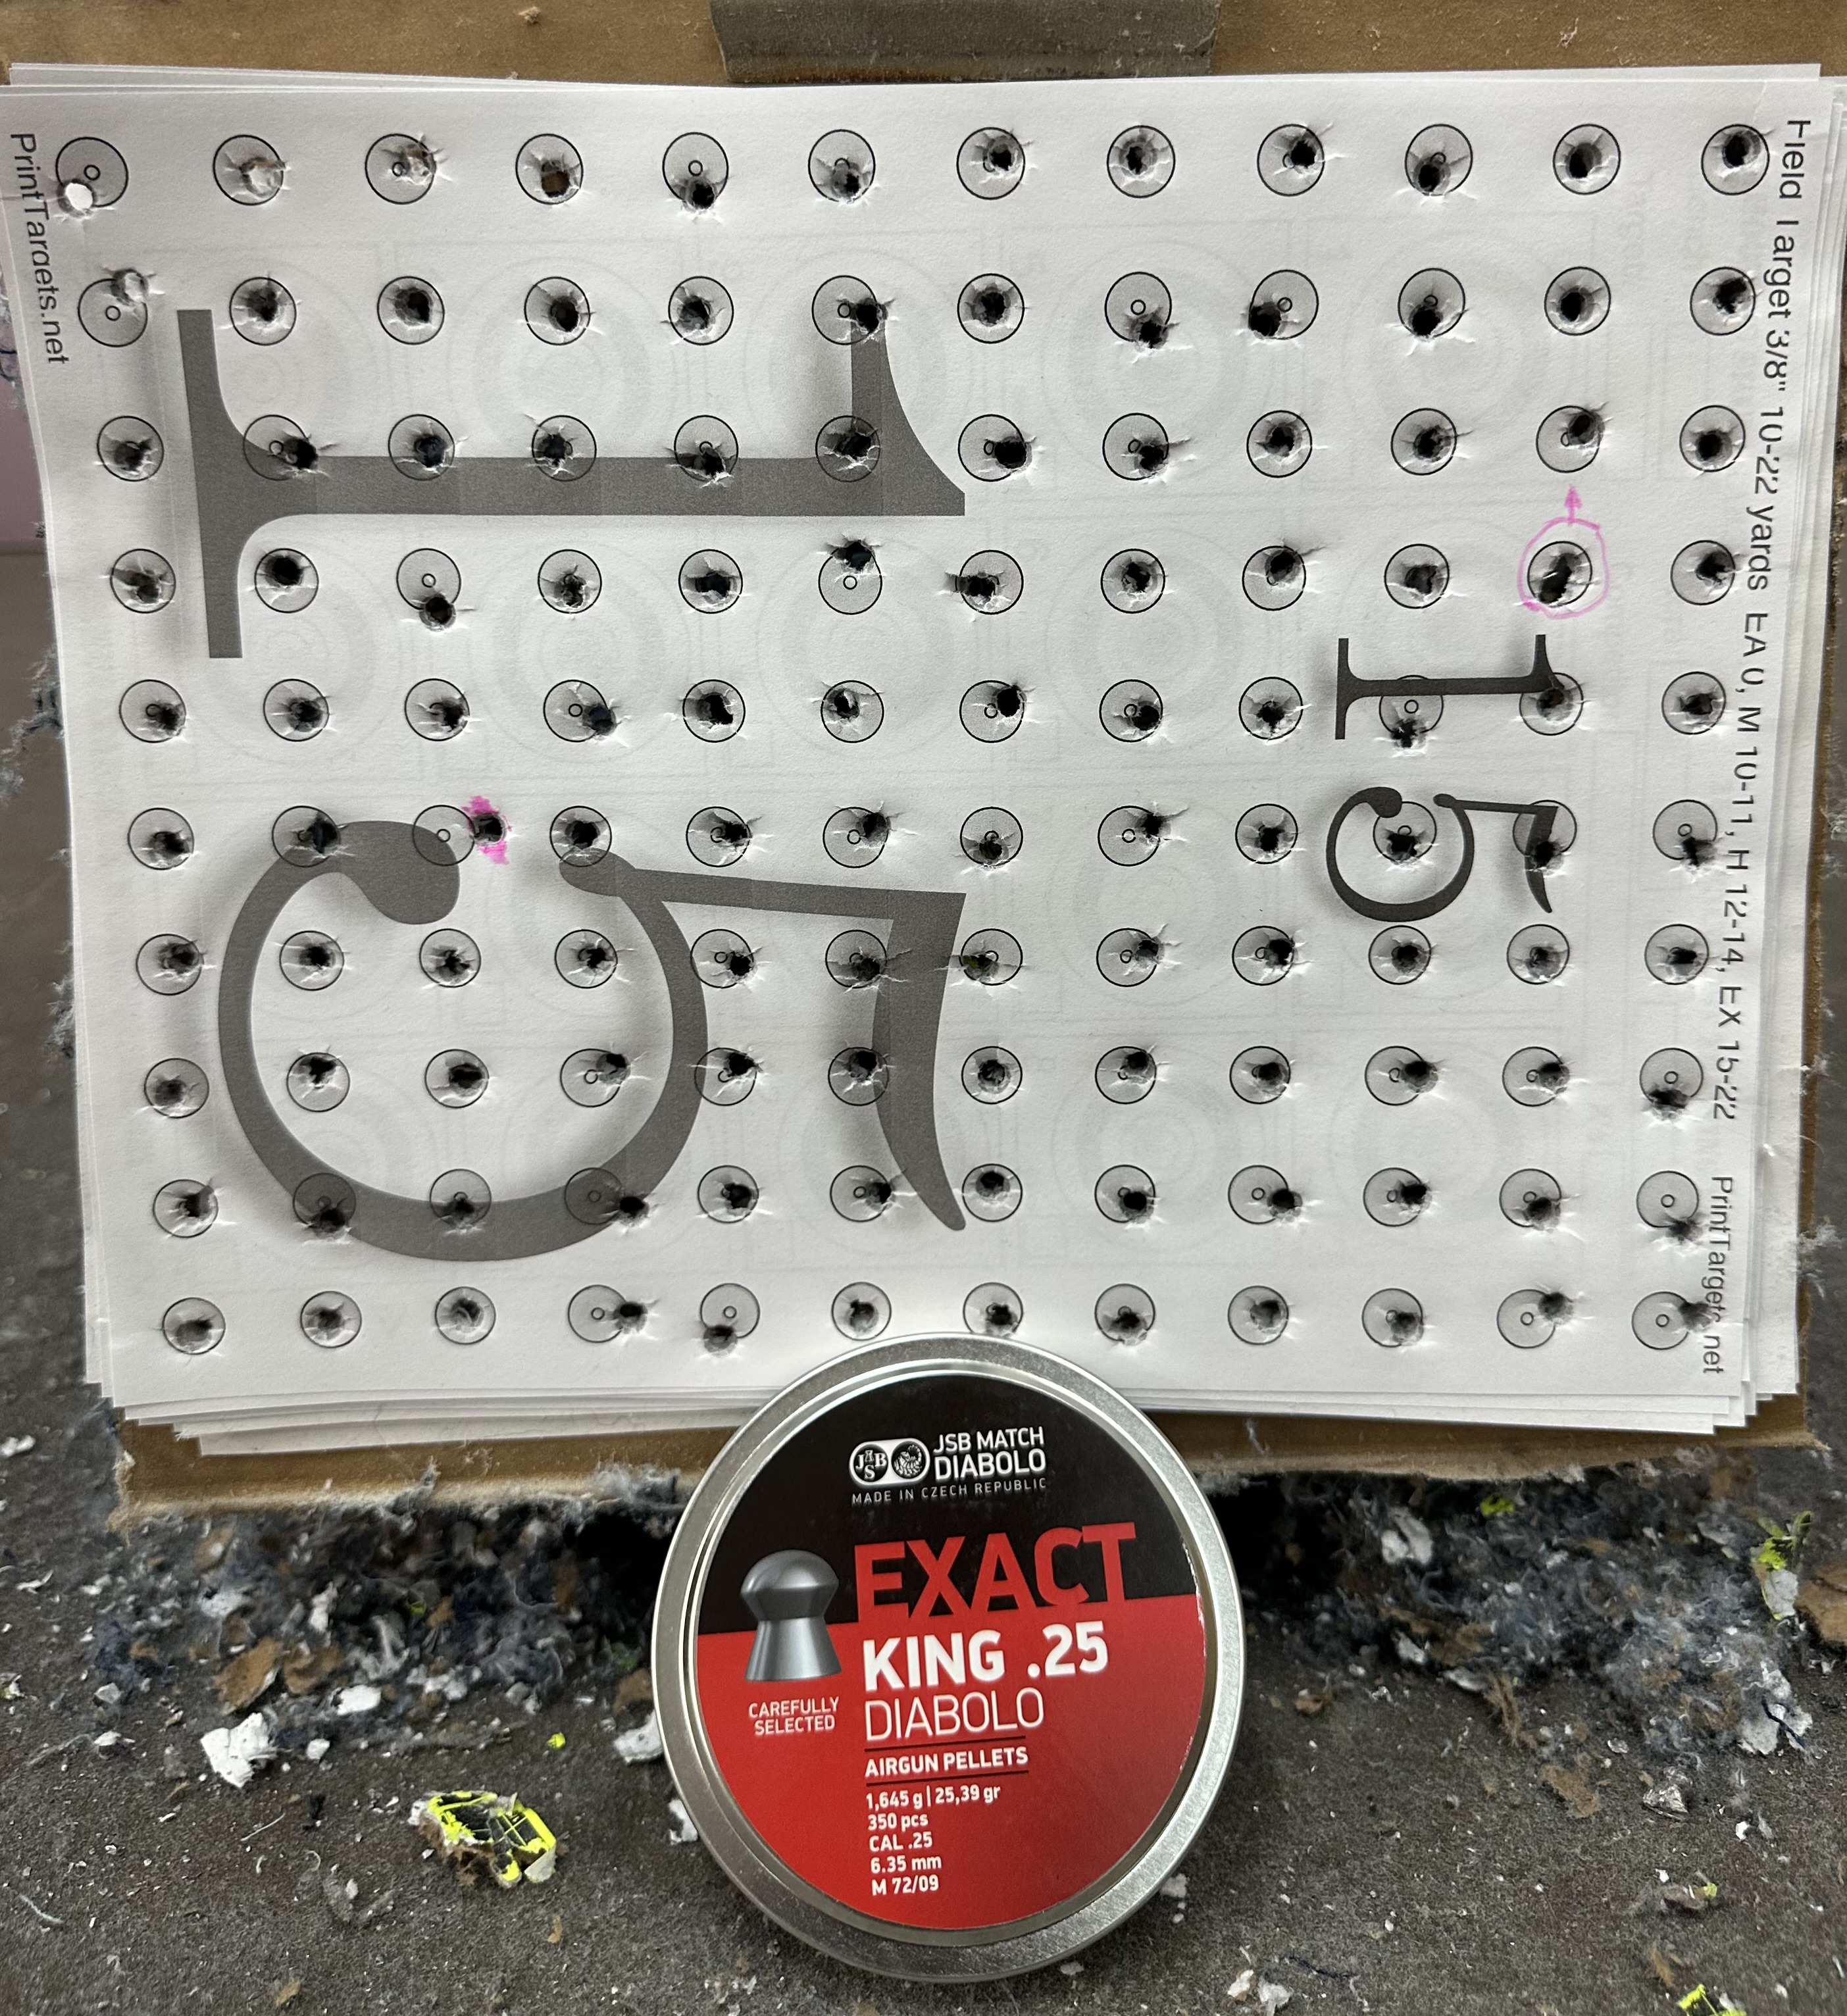 Field Target 3/8" 10-22 yards EA 0, M 10-11, H 12-14, EX 15-22 PrintTargets.net
PrintTargets.net
15
15
JSB
JSB MATCH
DIABOLO
MADE IN CZECH REPUBLIC
EXACT
KING .25
DIABOLO
CAREFULLY
SELECTED
AIRGUN PELLETS
1,645 g | 25,39 gr
350 pcs
CAL .25
6.35 mm
M 72/09